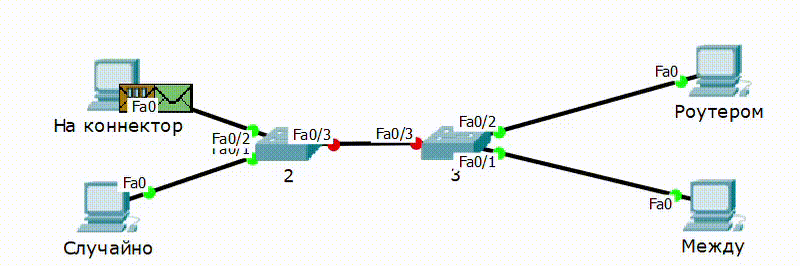 Fa0
На коннектор
Fa0/2
Fa0/1
Fa0/3
2
Fa0/3
Fa0/2
Fa0/1
3
Fa0
Роутером
Fa0
Случайно
Fa0
Между